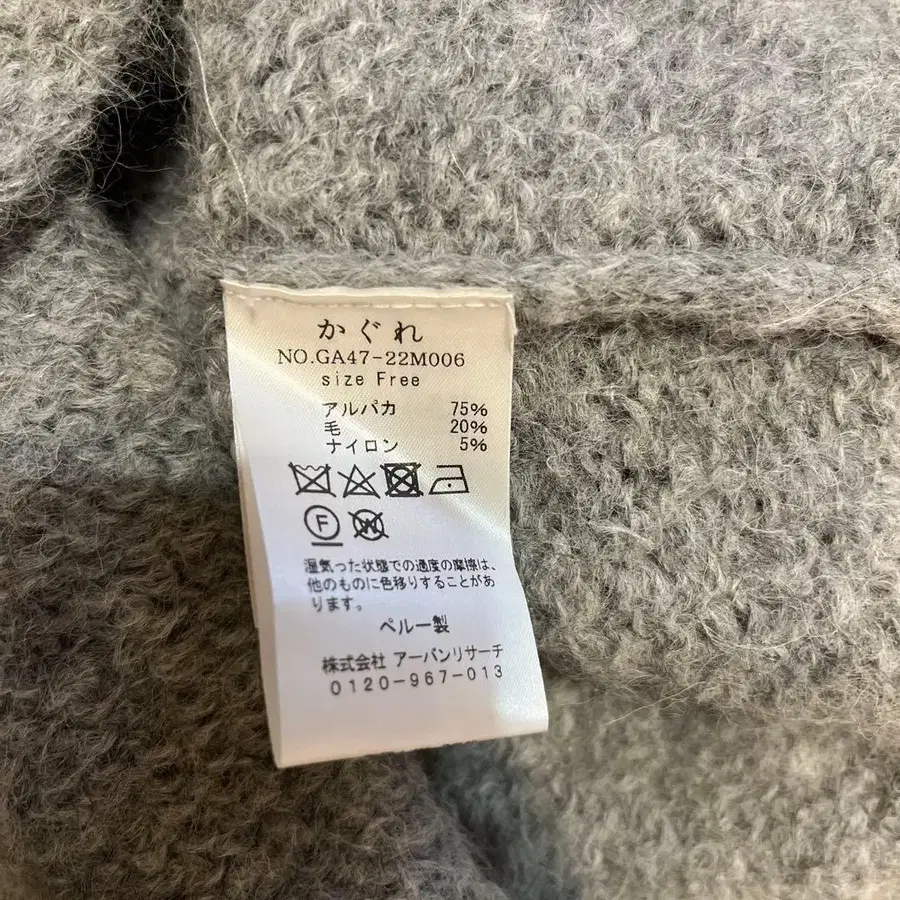 かぐれ
NO.GA47-22M006
size Free
アルパカ 75%
毛 20%
ナイロン 5%
F
W
湿気った状態での過度の摩擦は、
他のものに色移りすることがあ
ります。
ペルー製
株式会社 アーバンリサーチ
0120-967-013